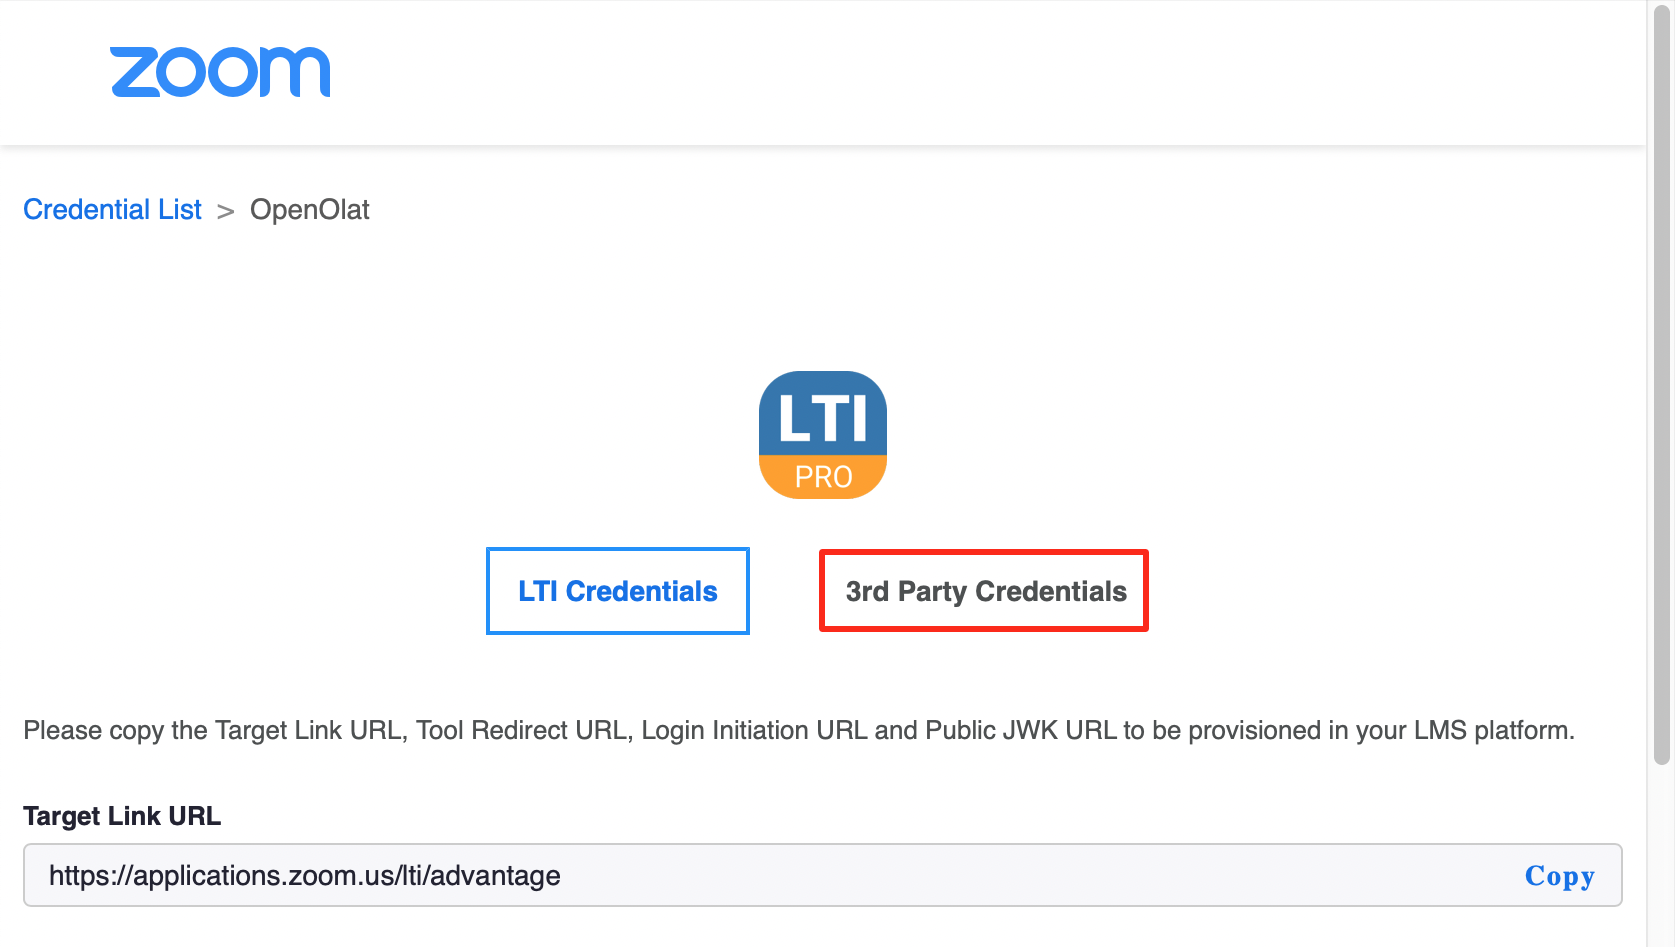 zoom
Credential List > OpenOlat
LTI
PRO
LTI Credentials
3rd Party Credentials
Please copy the Target Link URL, Tool Redirect URL, Login Initiation URL and Public JWK URL to be provisioned in your LMS platform.
Target Link URL
https://applications.zoom.us/lti/advantage
Copy